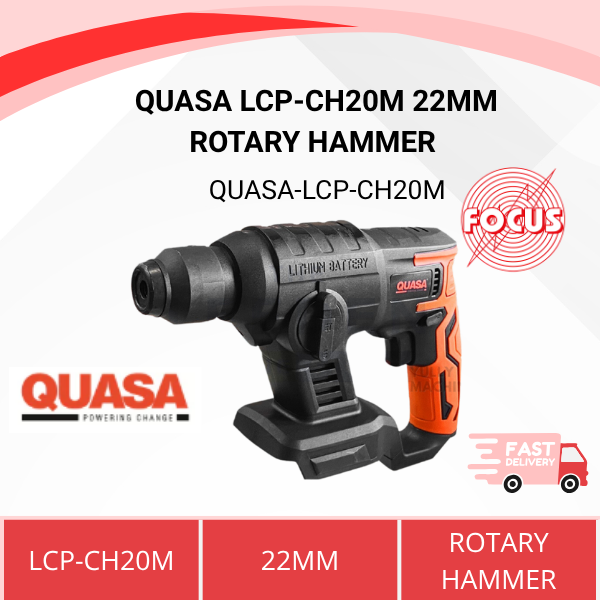 QUASA LCP-CH20M 22MM
ROTARY HAMMER
QUASA-LCP-CH20M
FOCUS
LITHIUM BATTERY
QUASA
QUASA
POWERING CHANGE
FAST
DELIVERY
LCP-CH20M
22MM
ROTARY
HAMMER